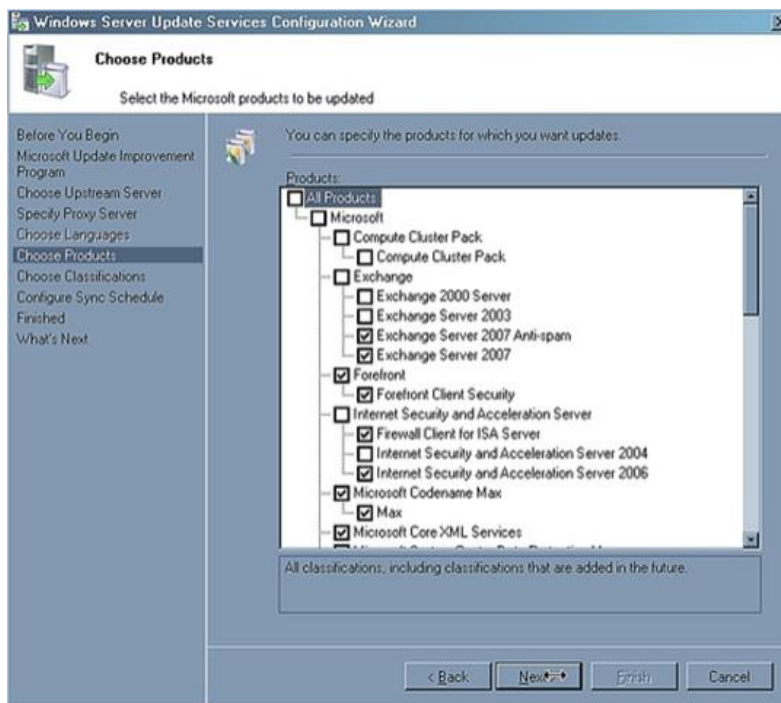 Windows Server Update Services Configuration Wizard
Choose Products
Select the Microsoft products to be updated
Before You Begin
Microsoft Update Improvement
Program
Choose Upstream Server
Specify Proxy Server
Choose Languages
Choose Products
Choose Classifications
Configure Sync Schedule
Finished
What's Next
You can specify the products for which you want updates.
Products:
All Products
Microsoft
Compute Cluster Pack
Compute Cluster Pack
Exchange
Exchange 2000 Server
Exchange Server 2003
Exchange Server 2007 Anti-spam
Exchange Server 2007
Forefront
Forefront Client Security
Internet Security and Acceleration Server
Firewall Client for ISA Server
Internet Security and Acceleration Server 2004
Internet Security and Acceleration Server 2006
Microsoft Codename Max
Max
Microsoft Core XML Services
All classifications, including classifications that are added in the future.
< Back
Next
Finish
Cancel